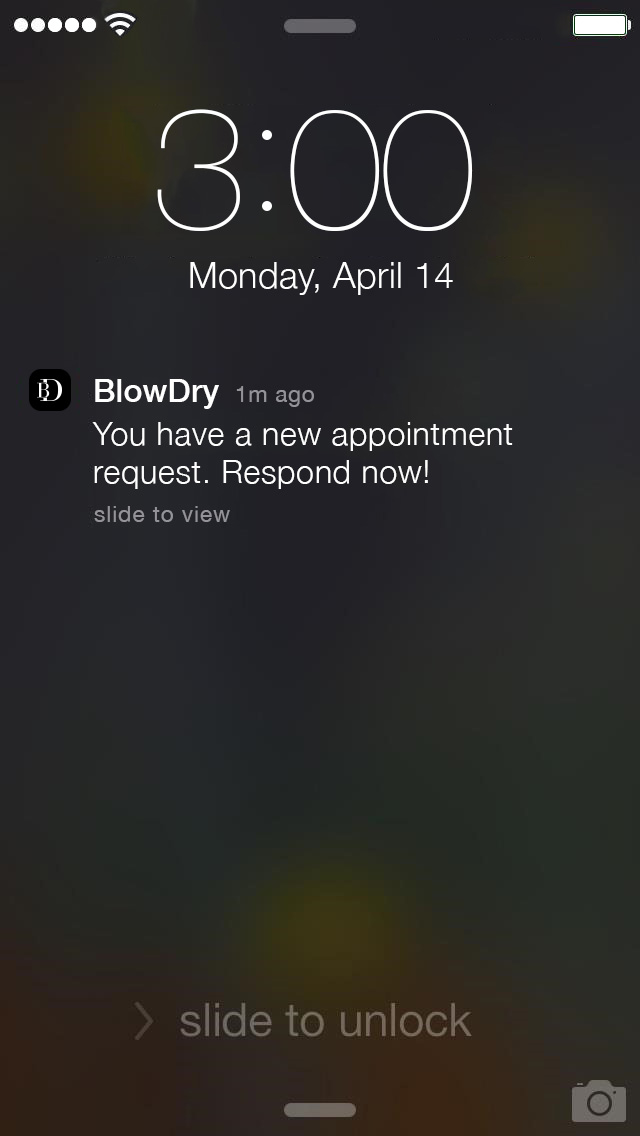 3:00
Monday, April 14
BD
BlowDry 1m ago
You have a new appointment
request. Respond now!
slide to view
slide to unlock